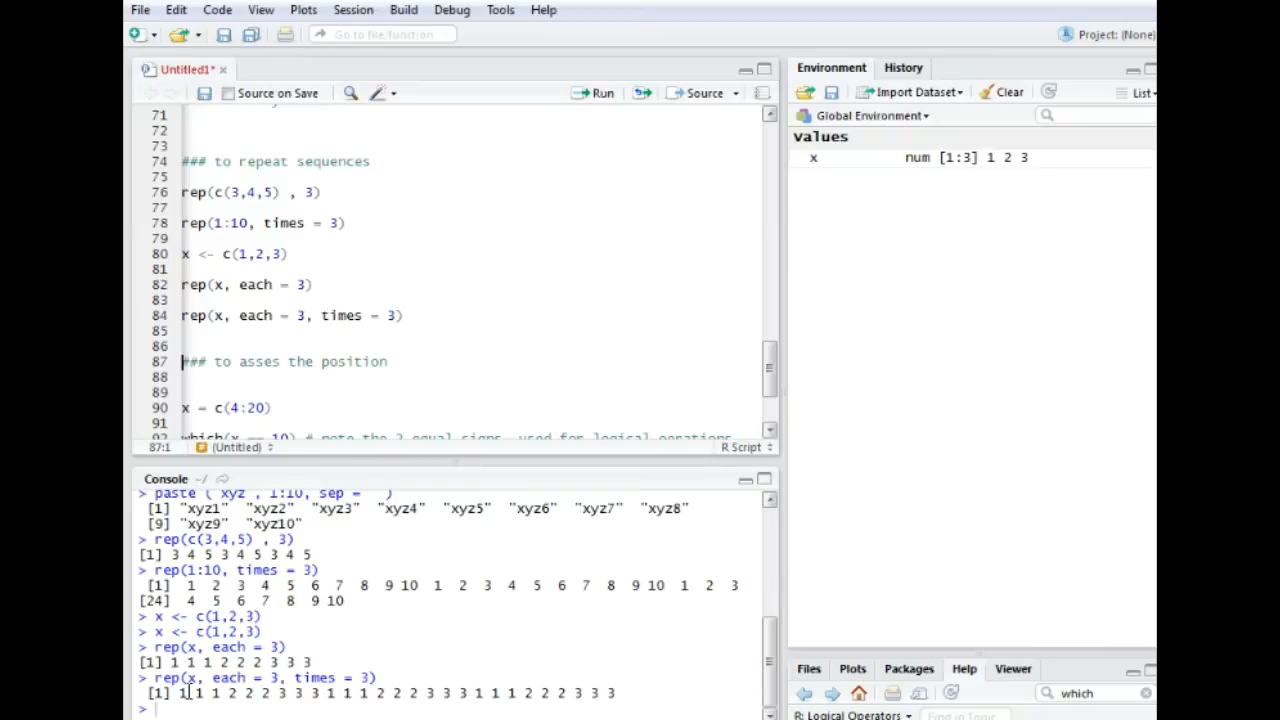 File Edit Code View Plots Session Build Debug Tools Help
Go to file/function Project: (None)
Untitled1* ×
Source on Save Run Source
71
72
73
74 ### to repeat sequences
75
76 rep(c(3,4,5) , 3)
77
78 rep(1:10, times = 3)
79
80 x <- c(1,2,3)
81
82 rep(x, each = 3)
83
84 rep(x, each = 3, times = 3)
85
86
87 ### to asses the position
88
89
90 x = c(4:20)
91
92 which(x == 10) # note the 2 equal signs, used for logical
87:1 (Untitled) R Script
Console ~/
> paste ( xyz , 1:10, sep = )
[1] "xyz1" "xyz2" "xyz3" "xyz4" "xyz5" "xyz6" "xyz7" "xyz8"
[9] "xyz9" "xyz10"
> rep(c(3,4,5) , 3)
[1] 3 4 5 3 4 5 3 4 5
> rep(1:10, times = 3)
[1] 1 2 3 4 5 6 7 8 9 10 1 2 3 4 5 6 7 8 9 10 1 2 3
[24] 4 5 6 7 8 9 10
> x <- c(1,2,3)
> x <- c(1,2,3)
> rep(x, each = 3)
[1] 1 1 1 2 2 2 3 3 3
> rep(x, each = 3, times = 3)
[1] 1 1 1 2 2 2 3 3 3 1 1 1 2 2 2 3 3 3 1 1 1 2 2 2 3 3 3
>
Environment History
Import Dataset Clear List
Global Environment
values
x num [1:3] 1 2 3
Files Plots Packages Help Viewer
which
R: Logical Operators Find in Topic